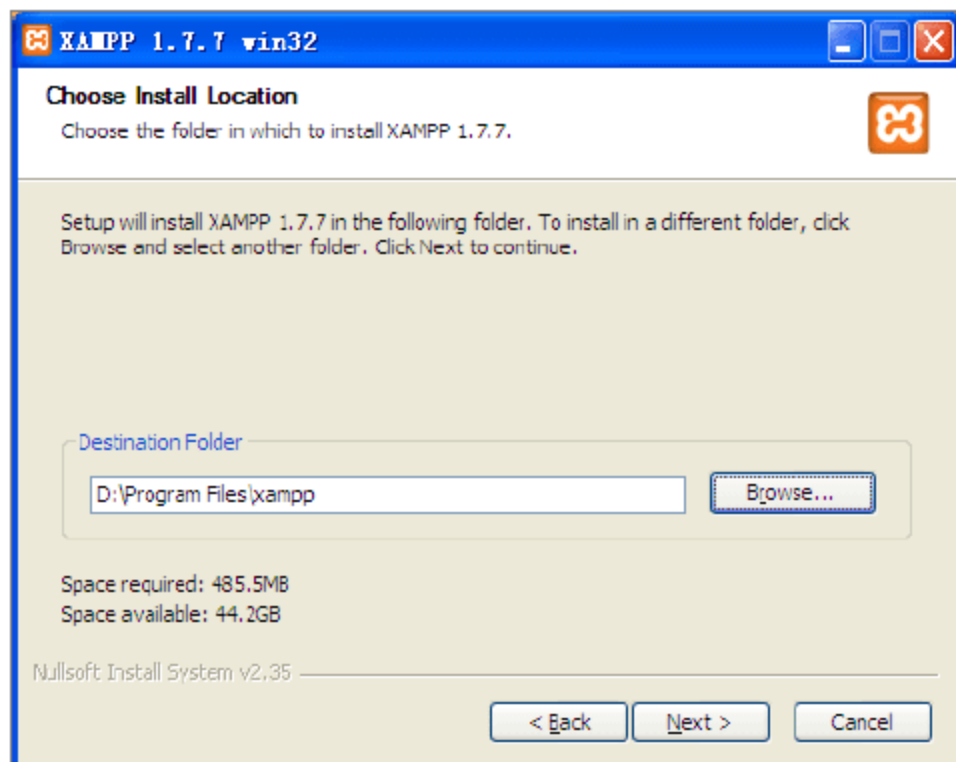 XAMPP 1.7.7 win32
Choose Install Location
Choose the folder in which to install XAMPP 1.7.7.
Setup will install XAMPP 1.7.7 in the following folder. To install in a different folder, click
Browse and select another folder. Click Next to continue.
Destination Folder
D:\Program Files\xampp
Browse...
Space required: 485.5MB
Space available: 44.2GB
Nullsoft Install System v2.35
< Back Next > Cancel